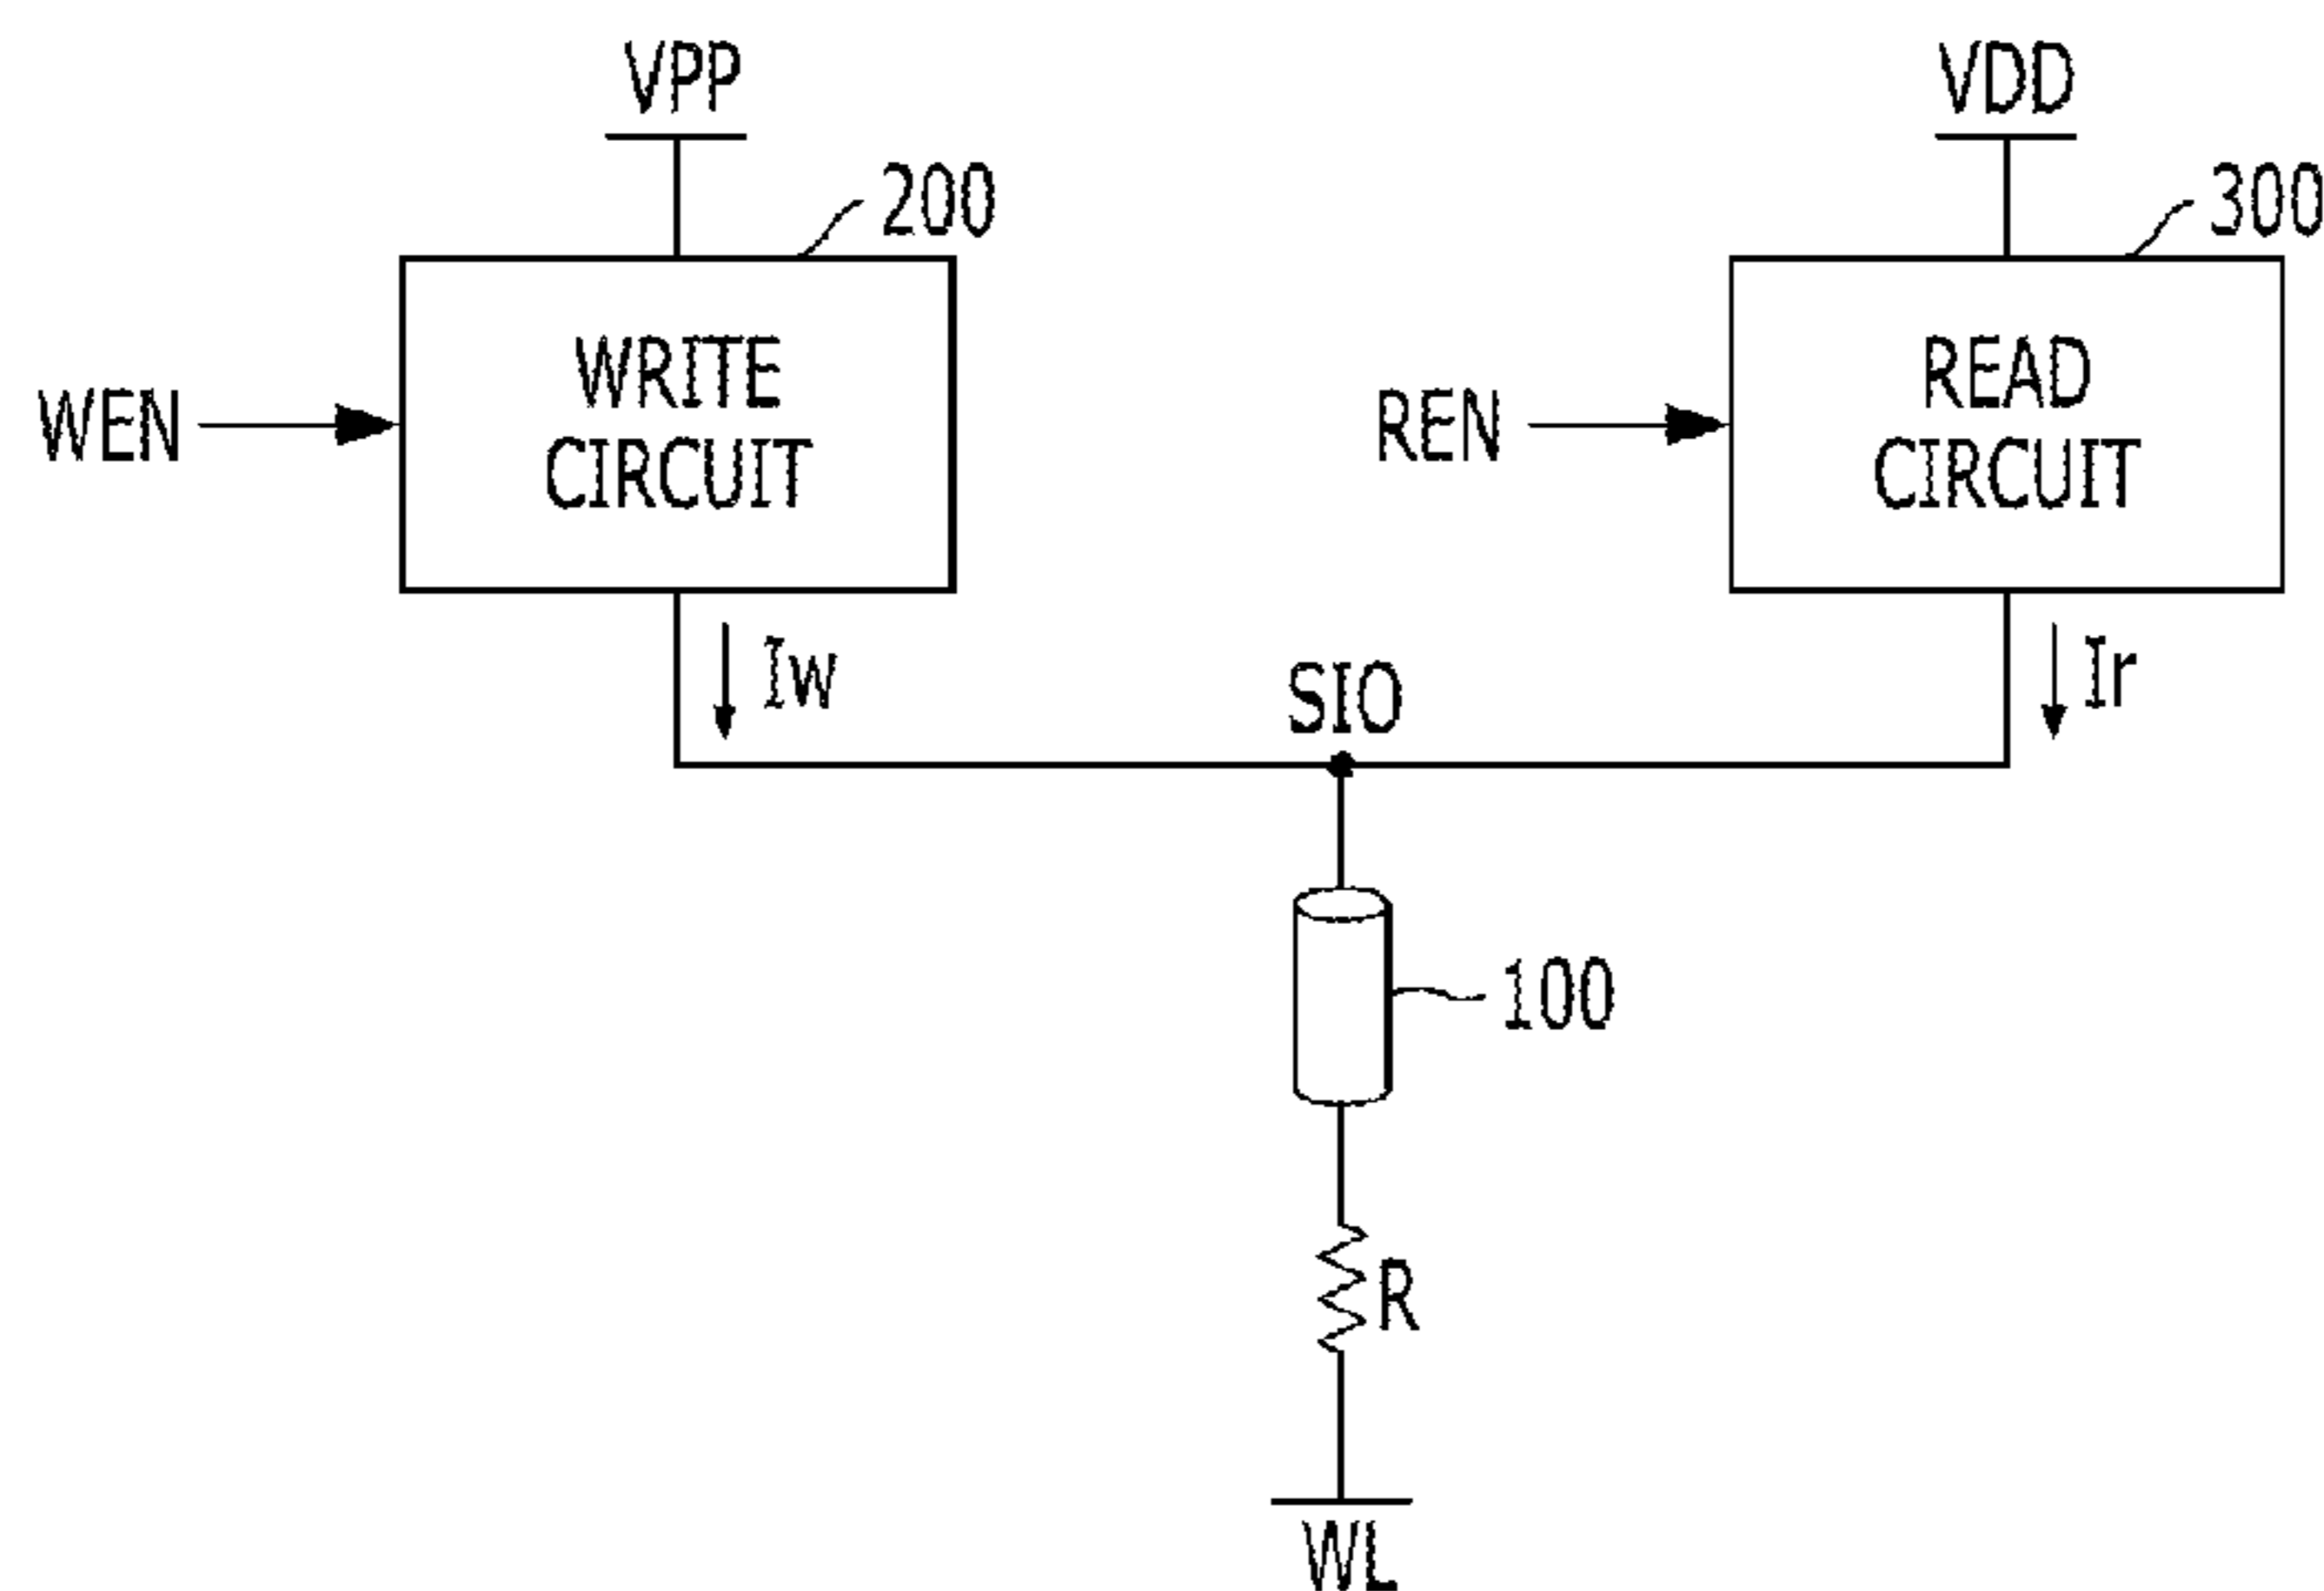 VPP
VDD
200
300
WRITE
CIRCUIT
READ
CIRCUIT
WEN
REN
Iw
SIO
Ir
100
R
WL